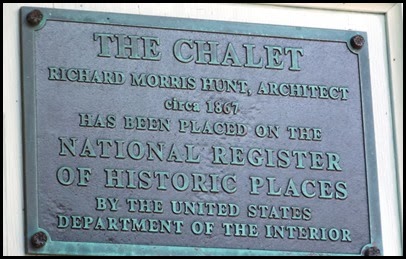 THE CHALET
RICHARD MORRIS HUNT, ARCHITECT
circa 1867
HAS BEEN PLACED ON THE
NATIONAL REGISTER
OF HISTORIC PLACES
BY THE UNITED STATES
DEPARTMENT OF THE INTERIOR